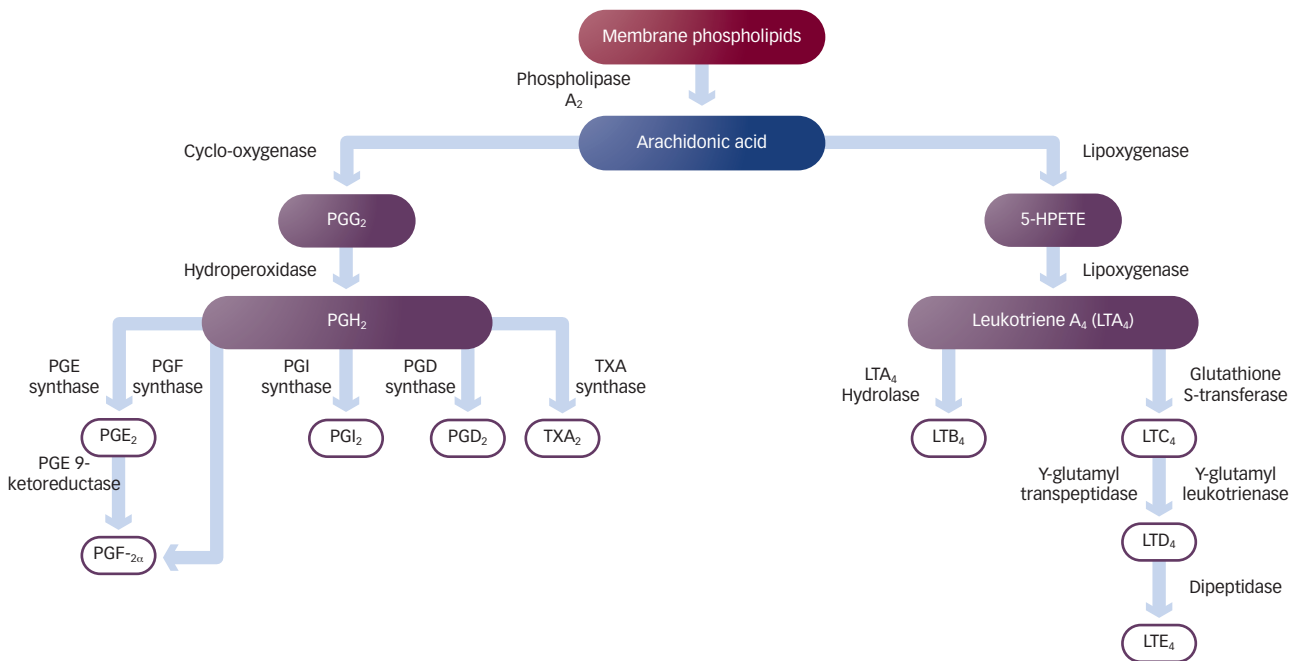 Membrane phospholipids
Phospholipase
A₂
Arachidonic acid
Cyclo-oxygenase
Lipoxygenase
PGG₂
5-HPETE
Hydroperoxidase
Lipoxygenase
PGH₂
Leukotriene A₄ (LTA₄)
PGE
synthase
PGF
synthase
PGI
synthase
PGD
synthase
TXA
synthase
LTA₄
Hydrolase
Glutathione
S-transferase
PGE₂
PGI₂
PGD₂
TXA₂
LTB₄
LTC₄
PGE 9-
ketoreductase
Y-glutamyl
transpeptidase
Y-glutamyl
leukotrienase
PGF-₂α
LTD₄
Dipeptidase
LTE₄